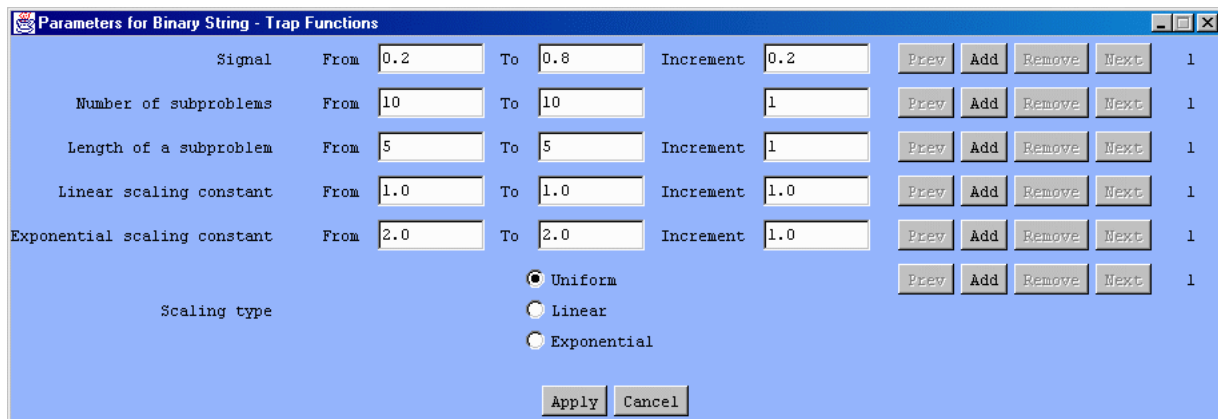 Parameters for Binary String - Trap Functions
Signal From 0.2 To 0.8 Increment 0.2 Prev Add Remove Next 1
Number of subproblems From 10 To 10 1 Prev Add Remove Next 1
Length of a subproblem From 5 To 5 Increment 1 Prev Add Remove Next 1
Linear scaling constant From 1.0 To 1.0 Increment 1.0 Prev Add Remove Next 1
Exponential scaling constant From 2.0 To 2.0 Increment 1.0 Prev Add Remove Next 1
Uniform Prev Add Remove Next 1
Scaling type Linear
Exponential
Apply Cancel